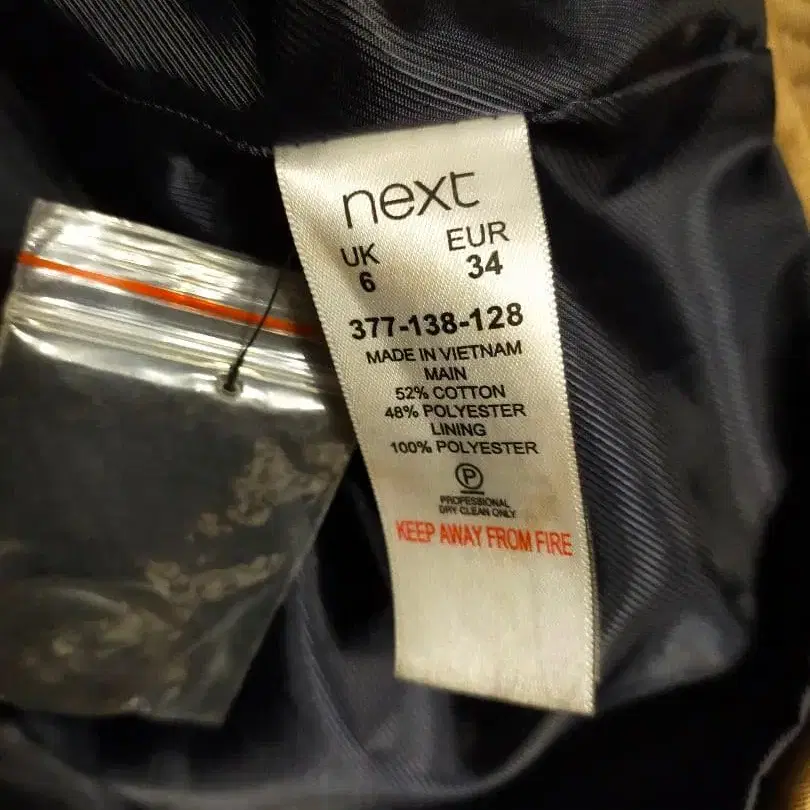 next
UK EUR
6 34
377-138-128
MADE IN VIETNAM
MAIN
52% COTTON
48% POLYESTER
LINING
100% POLYESTER
P
PROFESSIONAL
DRY CLEAN ONLY
KEEP AWAY FROM FIRE